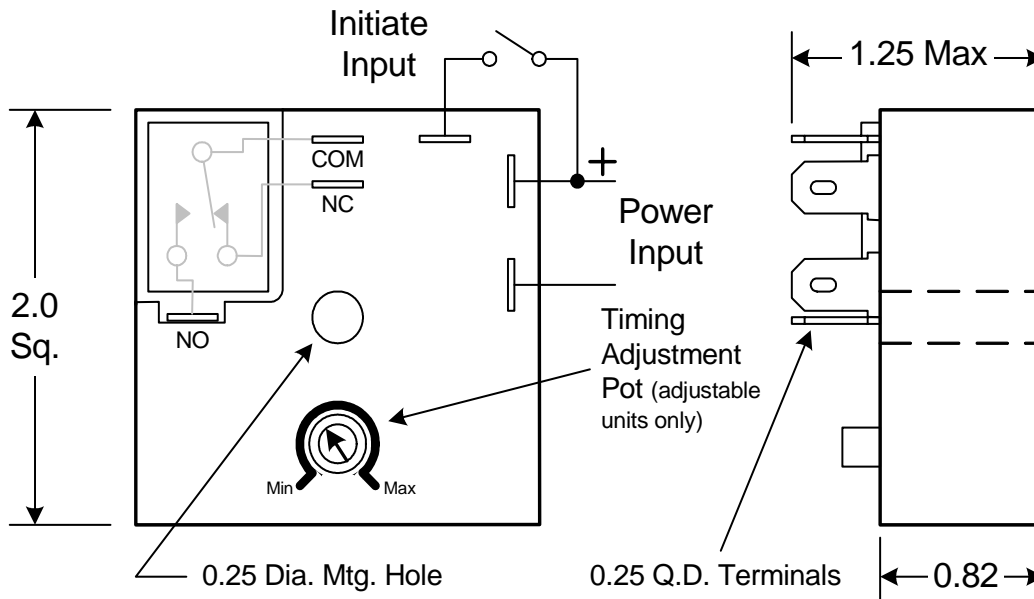 Initiate
Input
1.25 Max
COM
NC
+
Power
Input
2.0
Sq.
NO
Timing
Adjustment
Pot (adjustable
units only)
Min
Max
0.25 Dia. Mtg. Hole
0.25 Q.D. Terminals
0.82